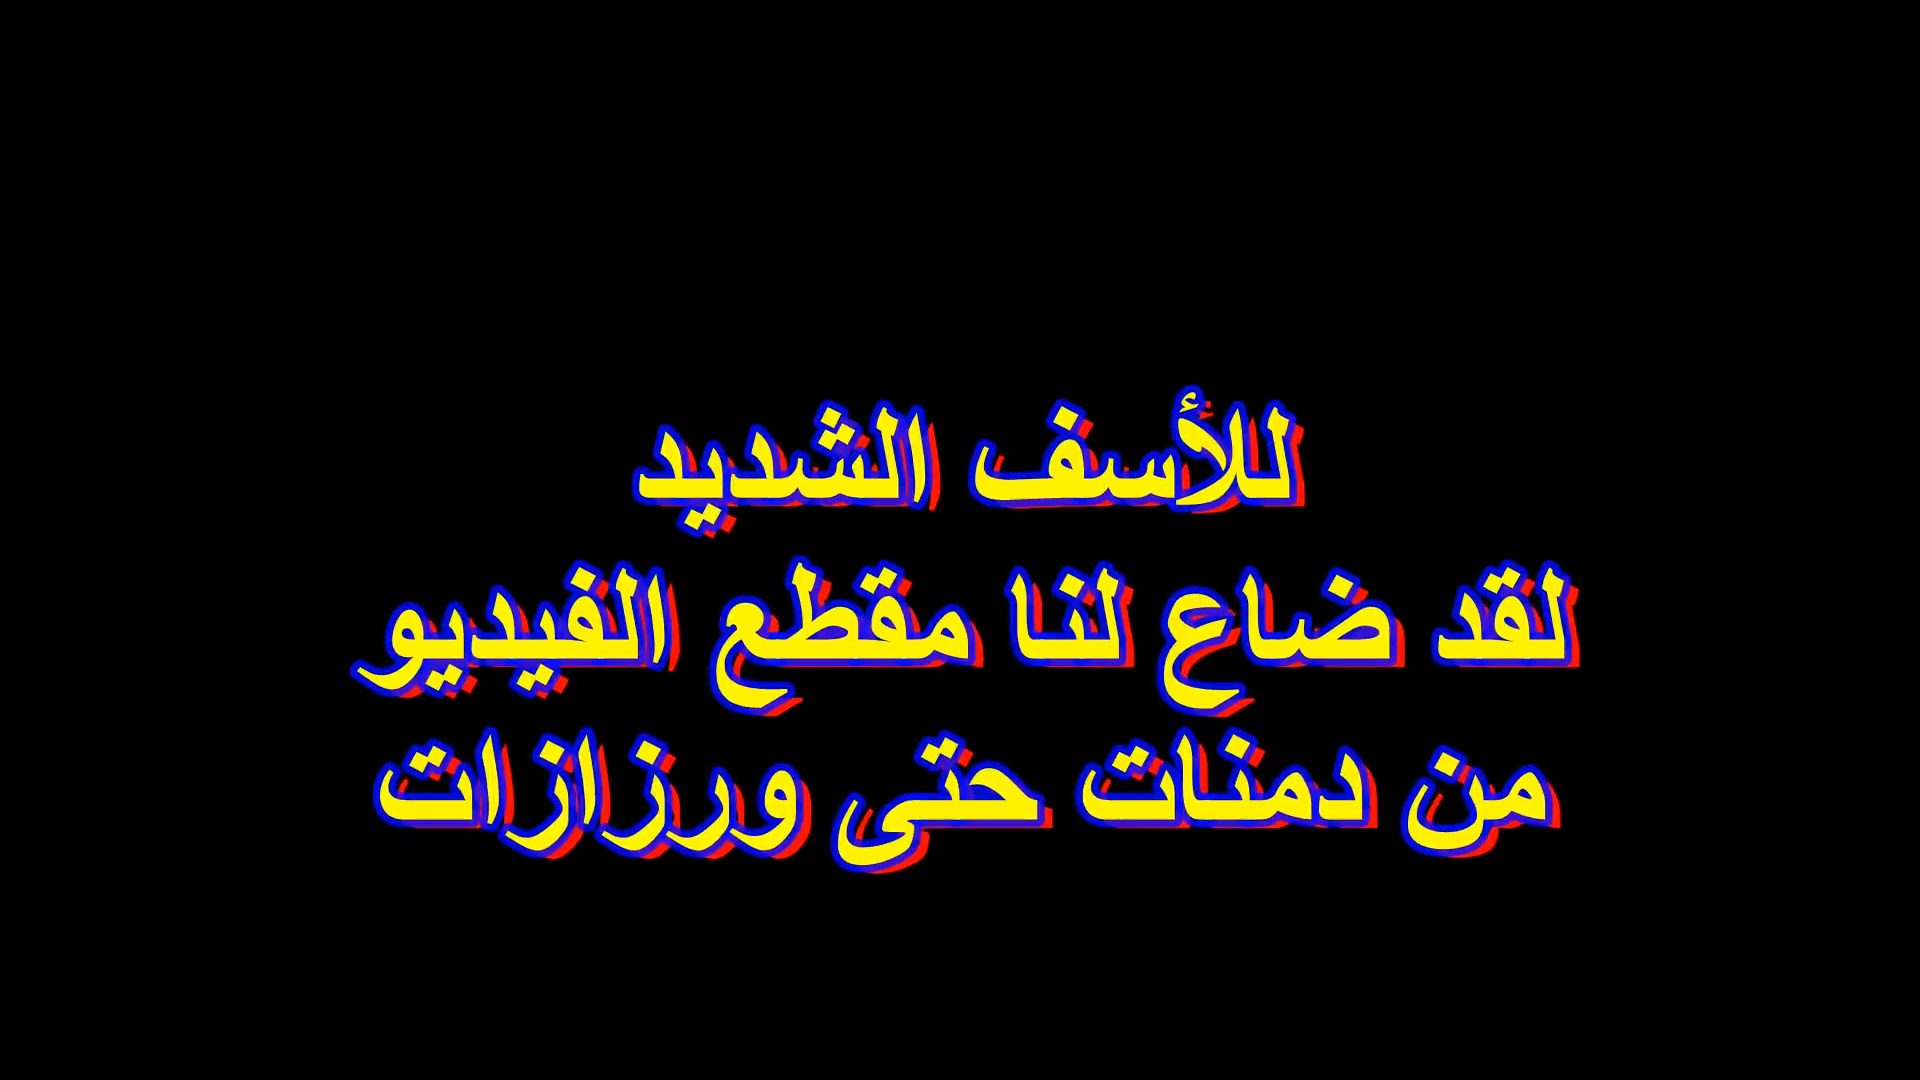 للأسف الشديد
لقد ضاع لنا مقطع الفيديو
من دمنات حتى ورزازات